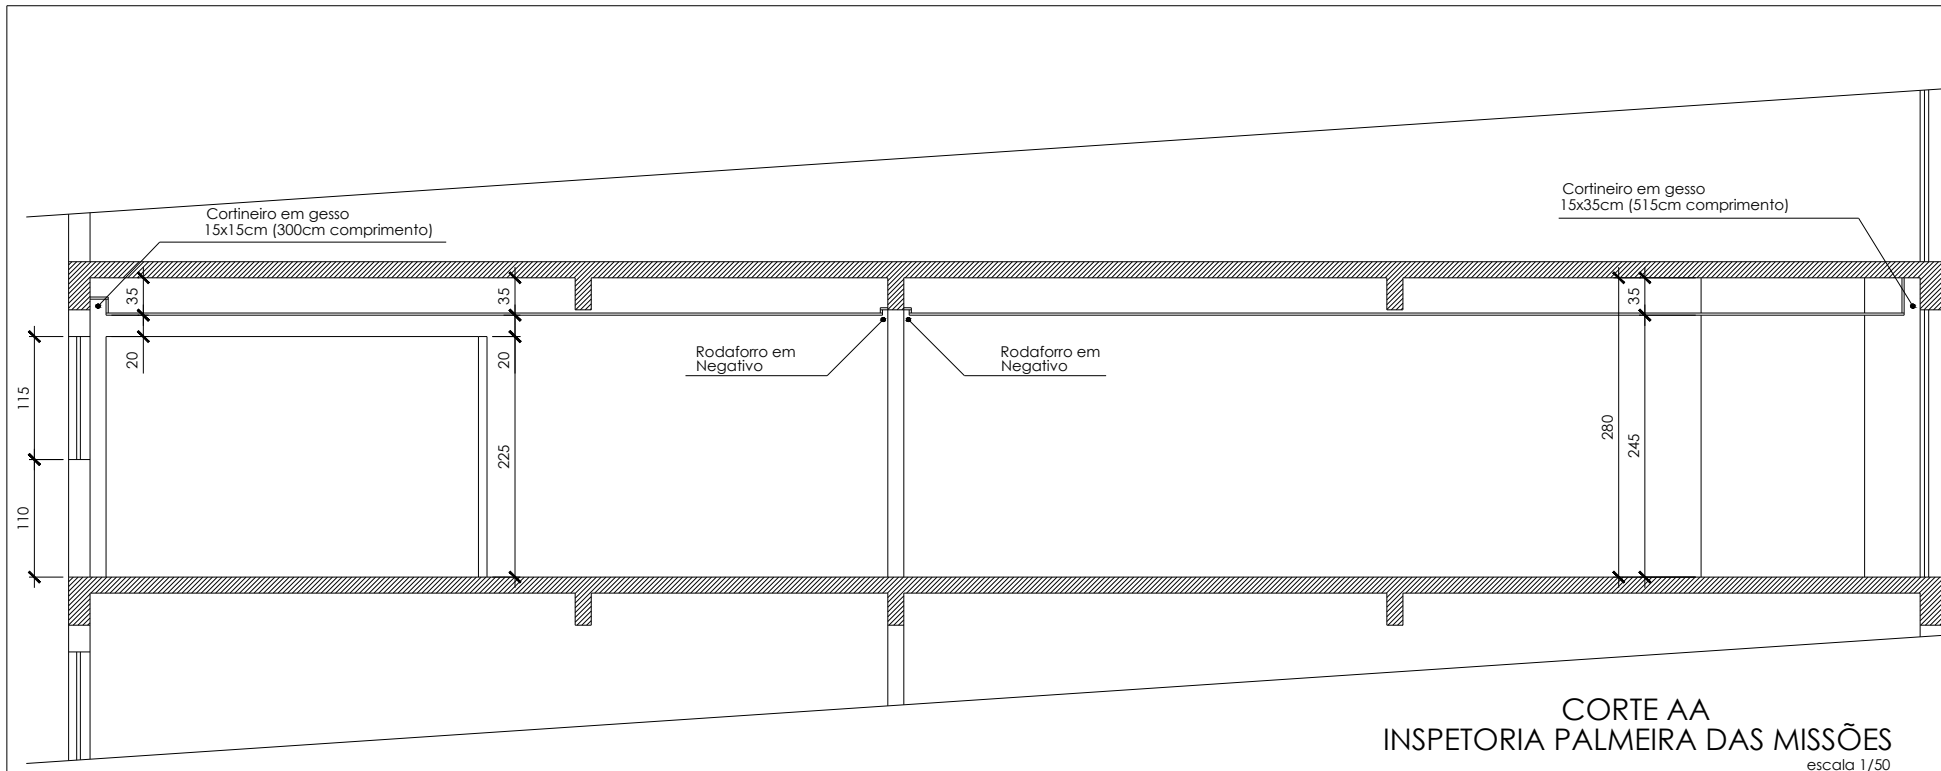 Cortineiro em gesso
15x15cm (300cm comprimento)
Cortineiro em gesso
15x35cm (515cm comprimento)
35
35
35
20
20
Rodaforro em
Negativo
Rodaforro em
Negativo
115
110
225
280
245
CORTE AA
INSPETORIA PALMEIRA DAS MISSÕES
escala 1/50